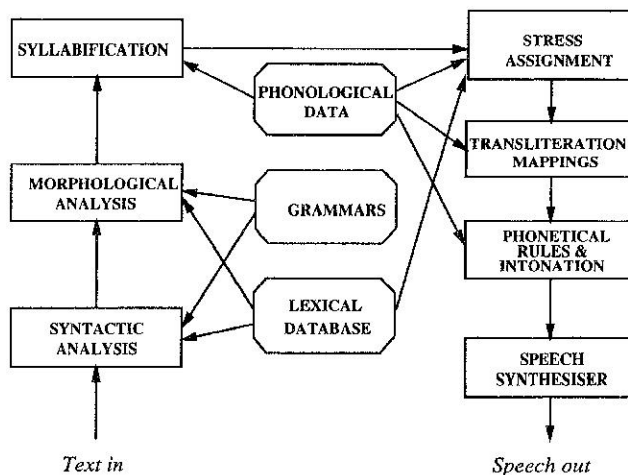 SYLLABIFICATION
STRESS
ASSIGNMENT
PHONOLOGICAL
DATA
TRANSLITERATION
MAPPINGS
MORPHOLOGICAL
ANALYSIS
GRAMMARS
PHONETICAL
RULES &
INTONATION
LEXICAL
DATABASE
SYNTACTIC
ANALYSIS
SPEECH
SYNTHESISER
Text in
Speech out